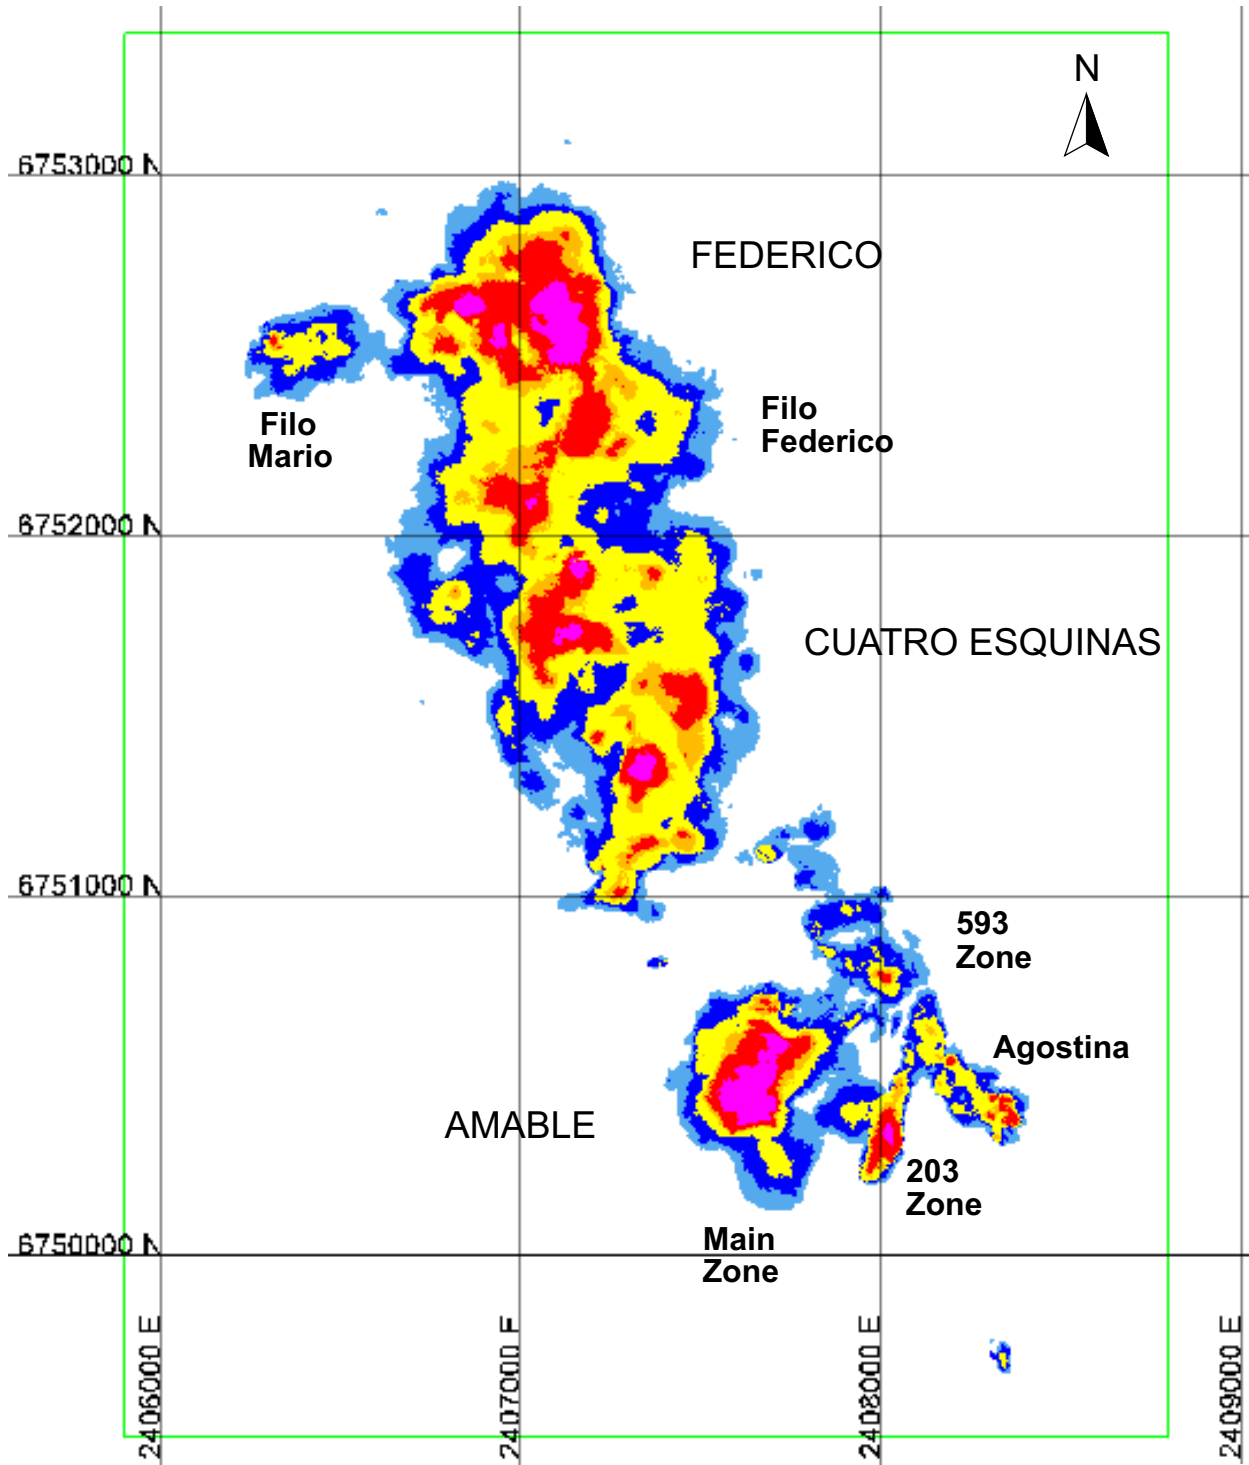 N
6753000 N
FEDERICO
Filo
Mario
Filo
Federico
6752000 N
CUATRO ESQUINAS
6751000 N
593
Zone
Agostina
AMABLE
203
Zone
Main
Zone
6750000 N
2406000 E
2407000 E
2408000 E
2409000 E